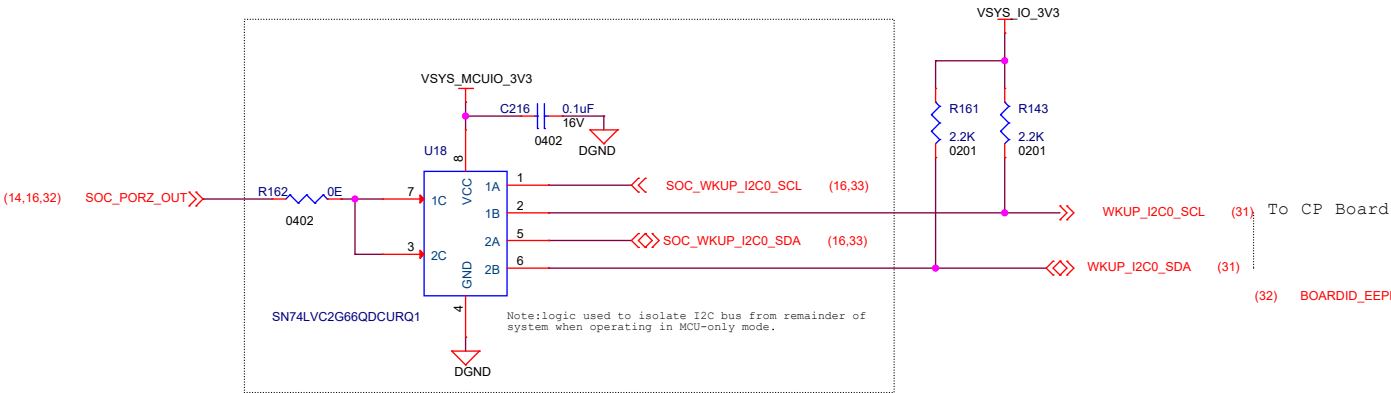 VSYS_IO_3V3
VSYS_MCUIO_3V3
C216 0.1uF
16V
0402
DGND
R161
2.2K
0201
R143
2.2K
0201
U18
8
VCC
(14,16,32) SOC_PORZ_OUT
R162 0E
0402
7 1C
3 2C
1A 1 SOC_WKUP_I2C0_SCL (16,33)
1B 2 WKUP_I2C0_SCL (31) To CP Board
2A 5 SOC_WKUP_I2C0_SDA (16,33)
2B 6 WKUP_I2C0_SDA (31)
GND
4
(32) BOARDID_EEP
SN74LVC2G66QDCURQ1
Note:logic used to isolate I2C bus from remainder of
system when operating in MCU-only mode.
DGND